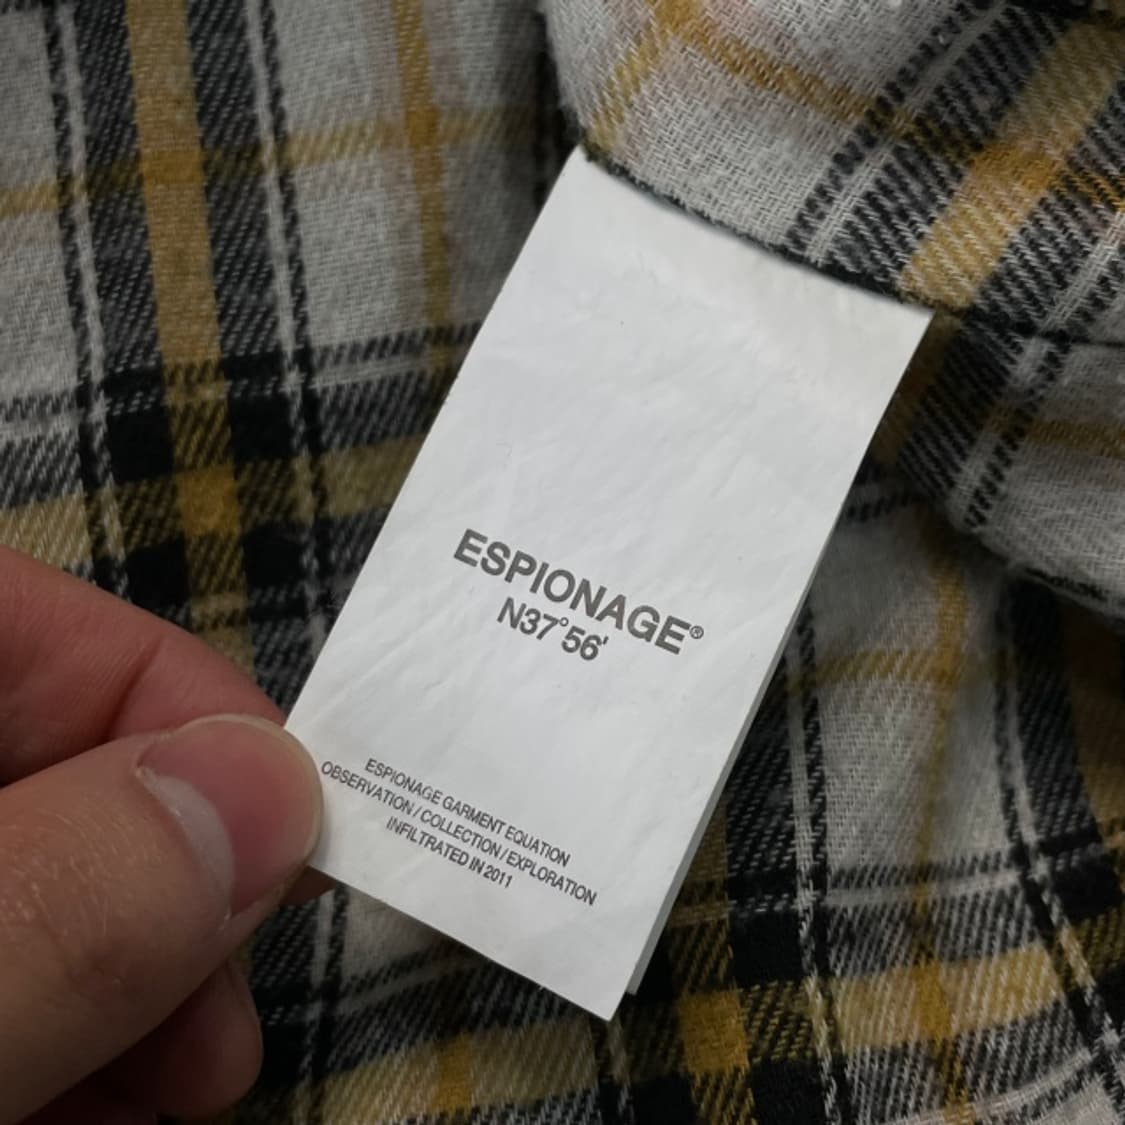 ESPIONAGE®
N37°56'
ESPIONAGE GARMENT EQUATION
OBSERVATION / COLLECTION / EXPLORATION
INFILTRATED IN 2011